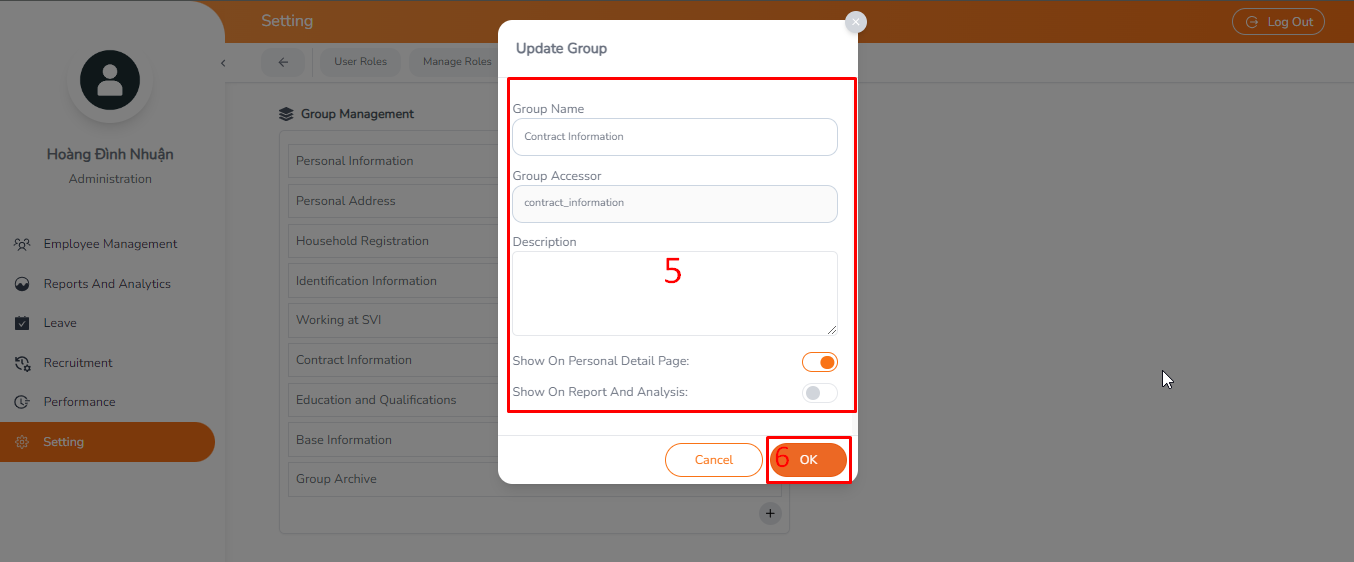 Setting
Log Out
Hoàng Đình Nhuận
Administration
Employee Management
Reports And Analytics
Leave
Recruitment
Performance
Setting
User Roles
Manage Roles
Group Management
Personal Information
Personal Address
Household Registration
Identification Information
Working at SVI
Contract Information
Education and Qualifications
Base Information
Group Archive
Update Group
Group Name
Contract Information
Group Accessor
contract_information
Description
5
Show On Personal Detail Page:
Show On Report And Analysis:
Cancel
6 OK